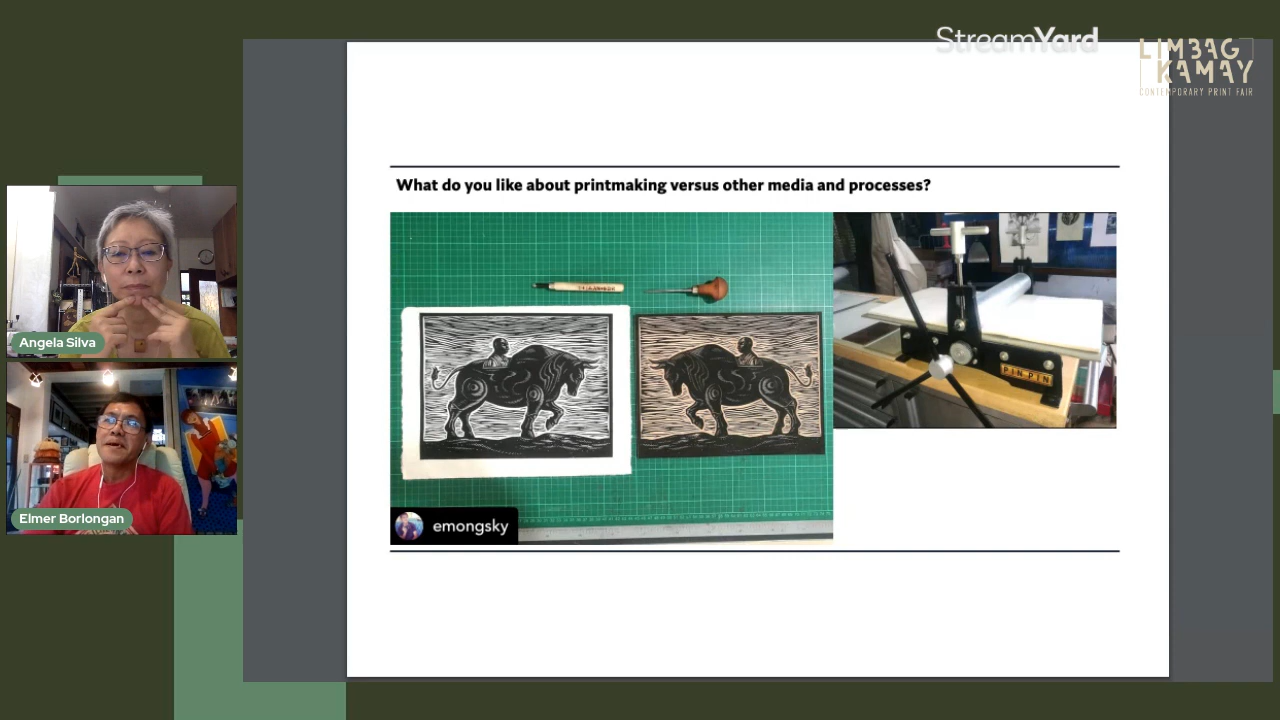 StreamYard
LIMBAG
KAMAY
CONTEMPORARY PRINT FAIR
What do you like about printmaking versus other media and processes?
Angela Silva
PIN PIN
Elmer Borlongan
emongsky